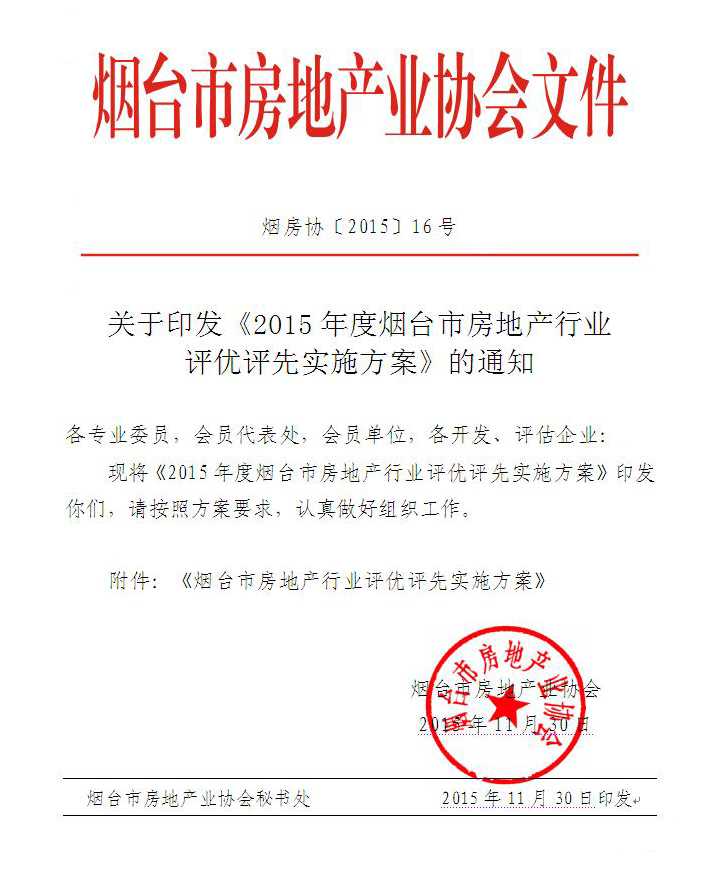 烟台市房地产业协会文件
烟房协〔2015〕16号
关于印发《2015年度烟台市房地产行业
评优评先实施方案》的通知
各专业委员，会员代表处，会员单位，各开发、评估企业：
现将《2015年度烟台市房地产行业评优评先实施方案》印发
你们，请按照方案要求，认真做好组织工作。
附件：《烟台市房地产行业评优评先实施方案》
烟台市房地产业协会
烟台市房地产业协会
2015年11月30日
烟台市房地产业协会秘书处 2015年11月30日印发